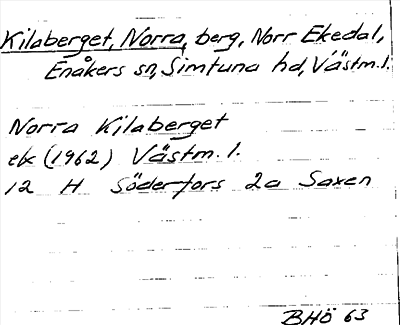 Kilaberget, Norra, berg, Norr Ekedal,
Enåkers sn, Simtuna hd, Västm. l.
Norra Kilaberget
ek (1962) Västm. l.
12 H Söderfors 2a Saxen
BHÖ 63